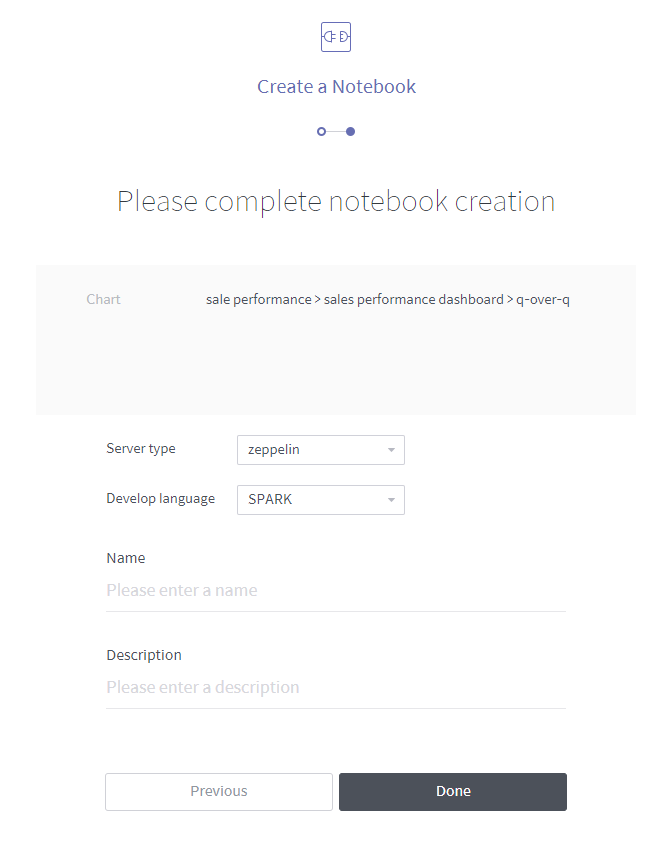 Create a Notebook
Please complete notebook creation
Chart sale performance > sales performance dashboard > q-over-q
Server type zeppelin
Develop language SPARK
Name
Please enter a name
Description
Please enter a description
Previous Done